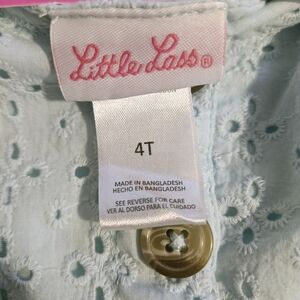 Little Lass®
4T
MADE IN BANGLADESH
HECHO EN BANGLADESH
SEE REVERSE FOR CARE
VER AL DORSO PARA EL CUIDADO